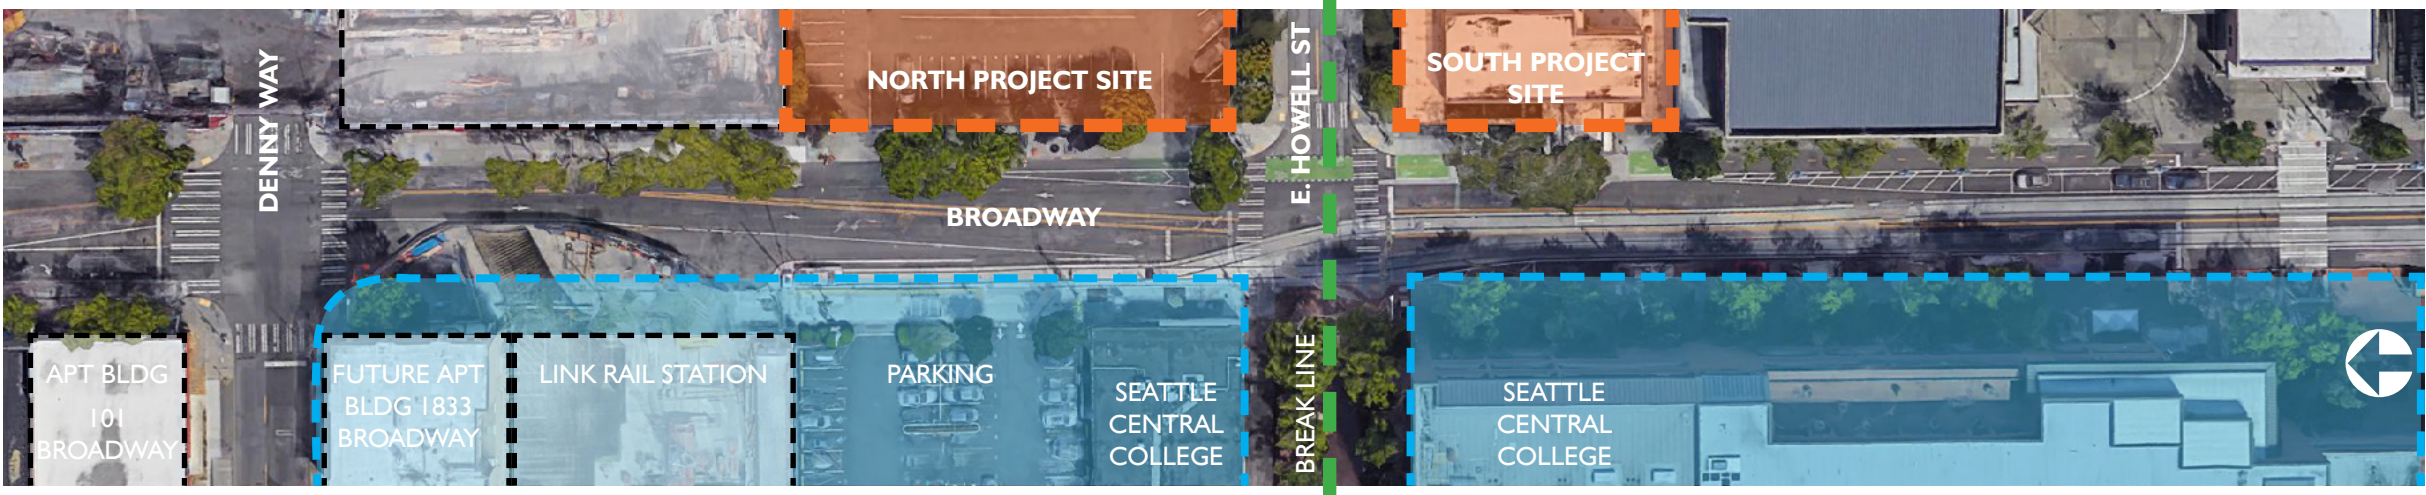 DENNY WAY
NORTH PROJECT SITE
E. HOWELL ST
SOUTH PROJECT
SITE
BROADWAY
APT BLDG
101
BROADWAY
FUTURE APT
BLDG 1833
BROADWAY
LINK RAIL STATION
PARKING
SEATTLE
CENTRAL
COLLEGE
BREAK LINE
SEATTLE
CENTRAL
COLLEGE